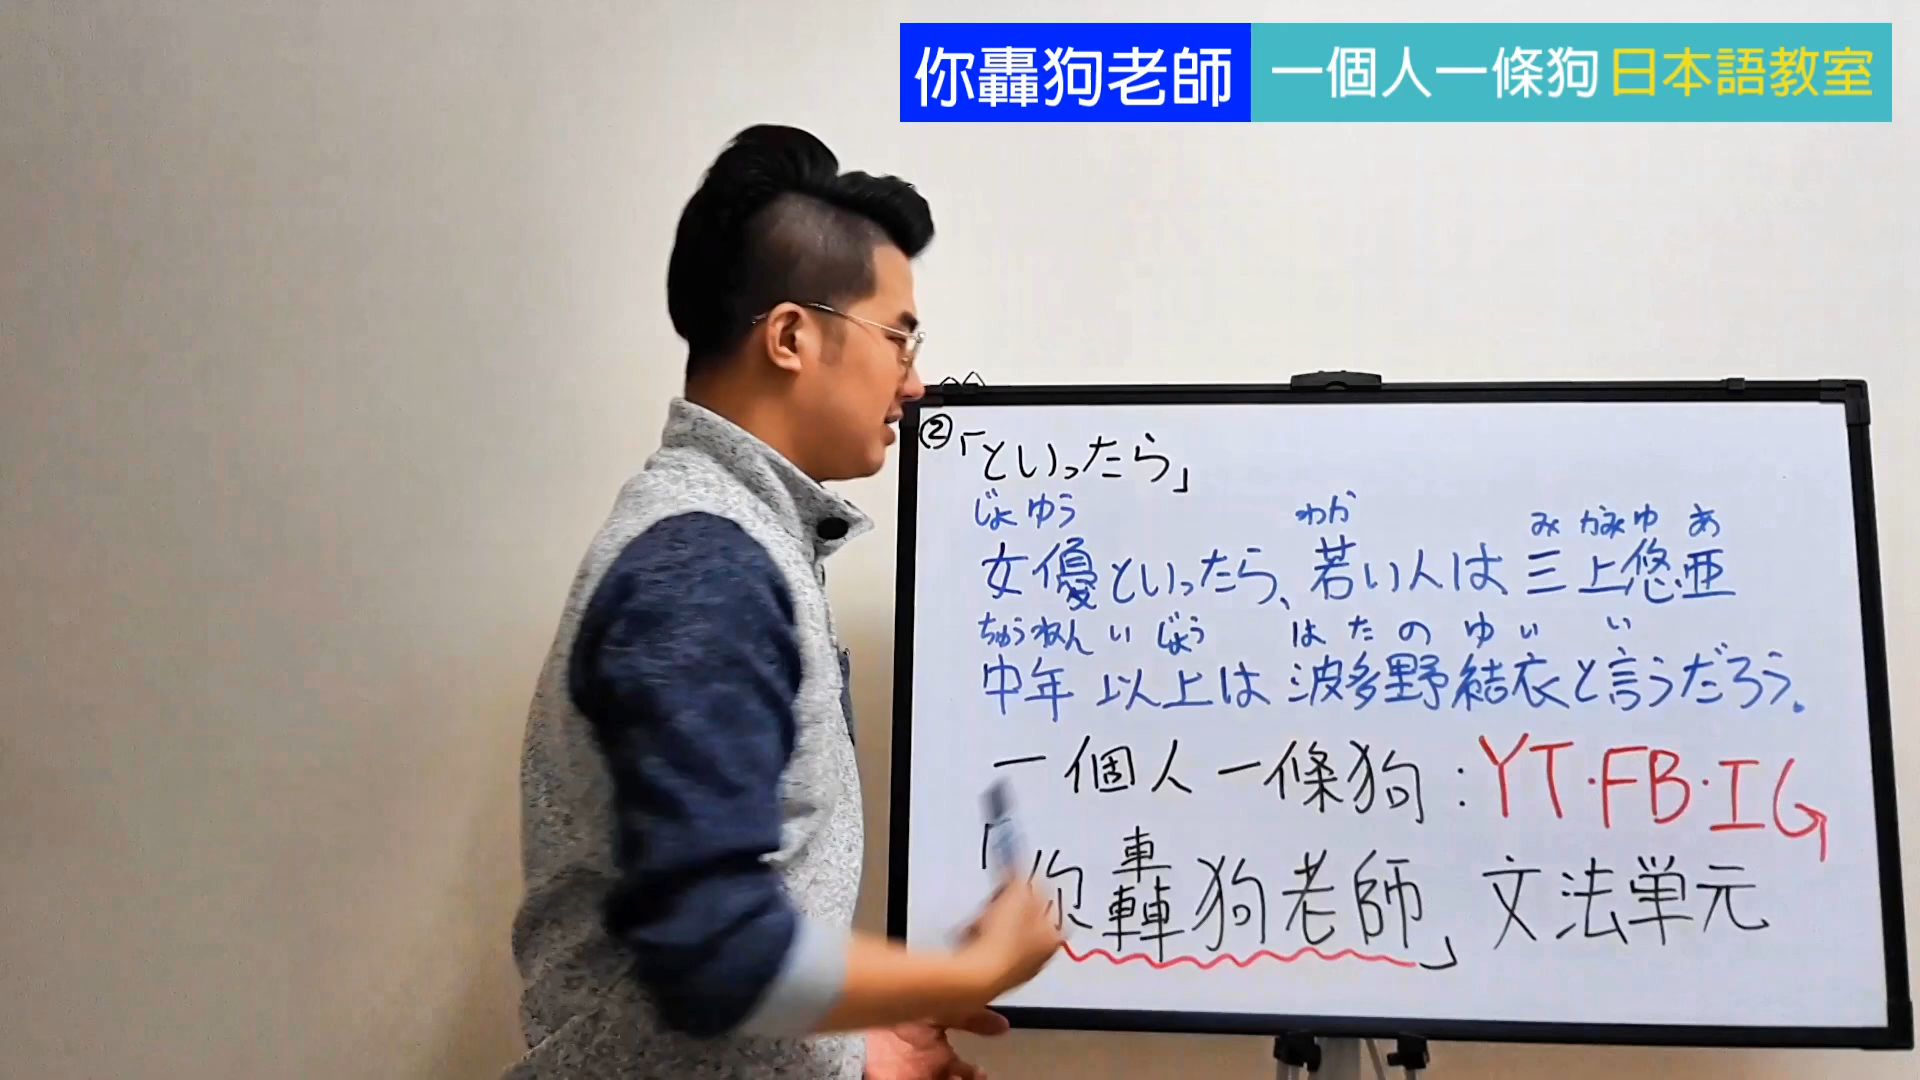 你轟狗老師 一個人一條狗 日本語教室
②「といったら」
じょゆう わか みかみゆあ
女優といったら、若い人は三上悠亜
ちゅうねんいじょう はたのゆい い
中年以上は波多野結衣と言うだろう。
一個人一條狗:YT·FB·IG
「你轟狗老師」文法単元